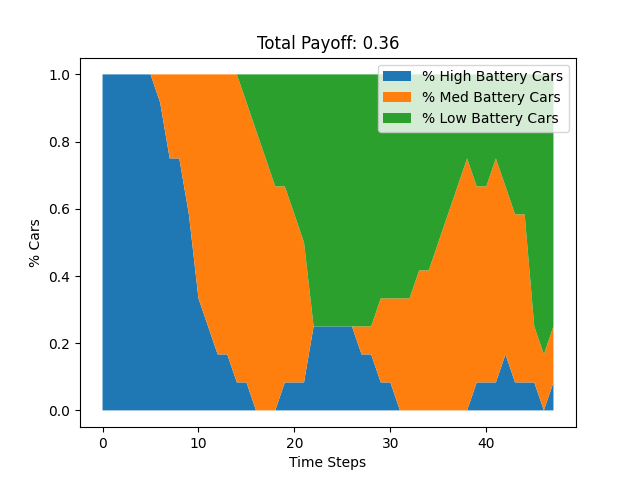 Total Payoff: 0.36
% High Battery Cars
% Med Battery Cars
% Low Battery Cars
1.0
0.8
0.6
0.4
0.2
0.0
% Cars
0 10 20 30 40
Time Steps